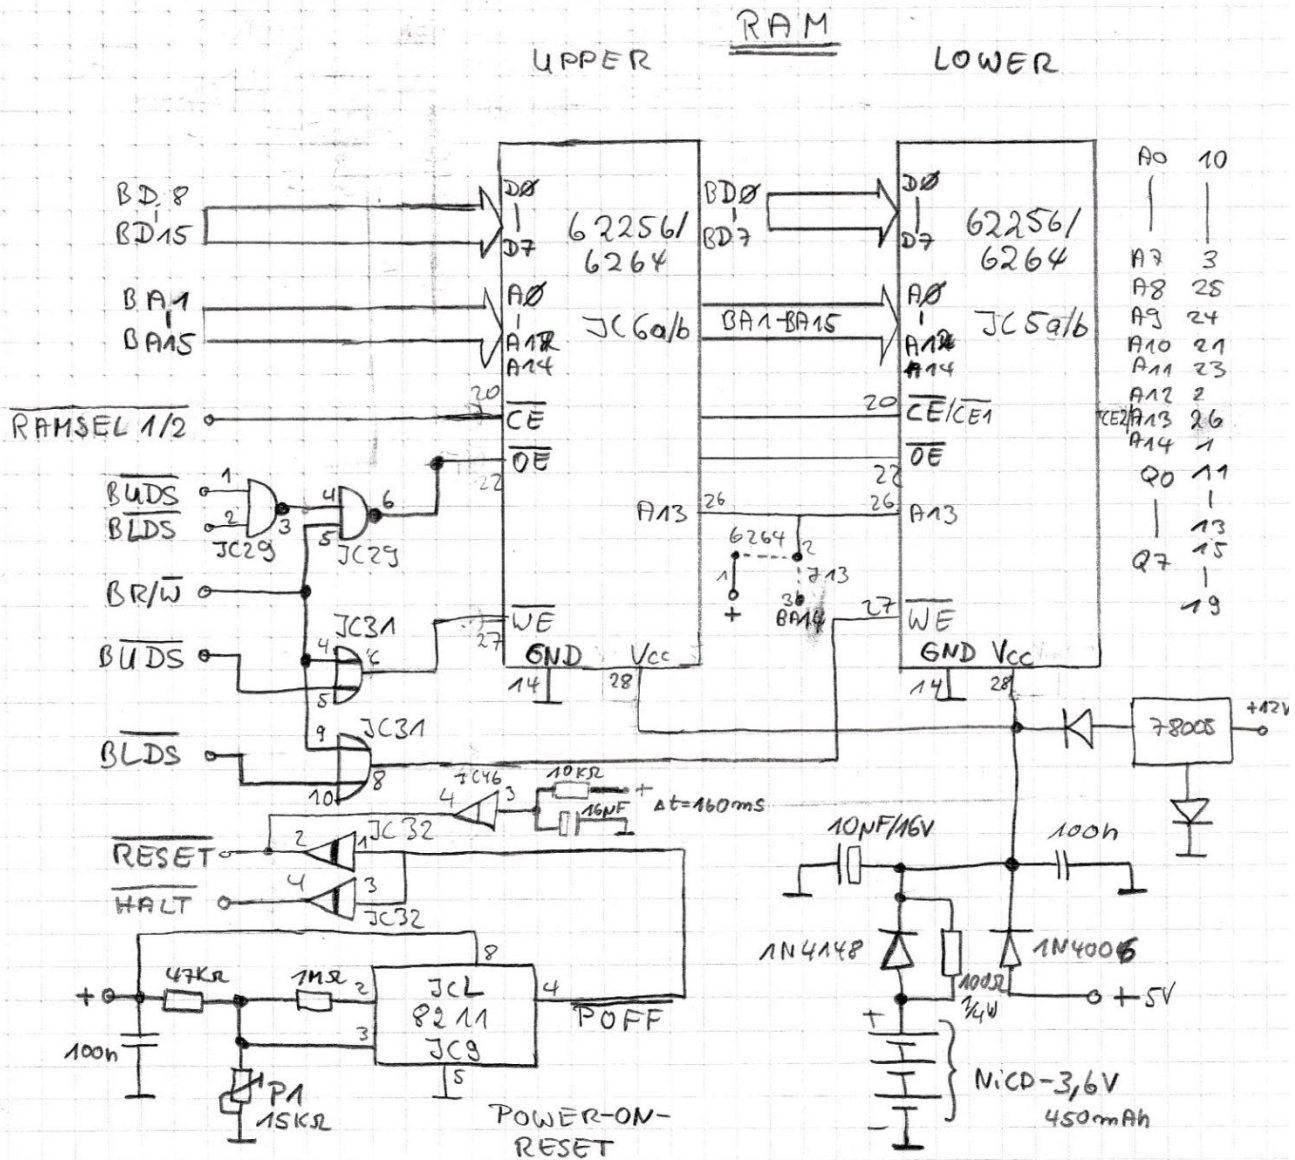 RAM
UPPER
LOWER
BD 8
|
BD15
D0
|
D7
62256/
6264
BD0
|
BD7
D0
|
D7
62256/
6264
BA1
|
BA15
A0
|
A12
A14
JC6a/b
BA1-BA15
A0
|
A12
A14
JC5a/b
A0 10
A7 3
A8 25
A9 24
A10 21
A11 23
A12 2
CE2/A13 26
A14 1
Q0 11
13
15
Q7
19
RAMSEL 1/2
20
CE
20
CE/CE1
OE
22
OE
22
BUDS
1
BLDS
2
3
JC29
4
5
6
JC29
A13
26
26
A13
6264
2
J13
1
+
3
BA14
BR/W
JC31
4
6
5
WE
27
27
WE
BUDS
GND
Vcc
14
28
GND
Vcc
14
28
BLDS
9
JC31
10
8
78005
+12V
JC46
4
3
10KΩ
+
16µF
Δt=160ms
RESET
2
JC32
1
HALT
4
3
JC32
10µF/16V
100n
1N4148
100Ω
1/4W
1N4006
+5V
+
47KΩ
1MΩ
8
2
JCL
8211
JC9
4
POFF
3
5
100n
P1
15KΩ
POWER-ON-
RESET
+
NiCD-3,6V
450mAh
-